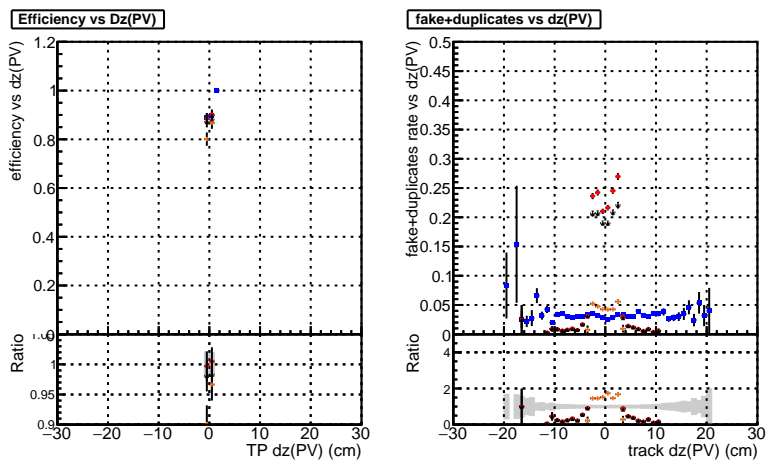 Efficiency vs Dz(PV)
efficiency vs dz(PV)
1.2
1
0.8
0.6
0.4
0.2
0
Ratio
1
0.95
0.9
−30 −20 −10 0 10 20 30
TP dz(PV) (cm)
fake+duplicates vs dz(PV)
fake+duplicates rate vs dz(PV)
0.5
0.45
0.4
0.35
0.3
0.25
0.2
0.15
0.1
0.05
0
Ratio
4
2
0
−30 −20 −10 0 10 20 30
track dz(PV) (cm)